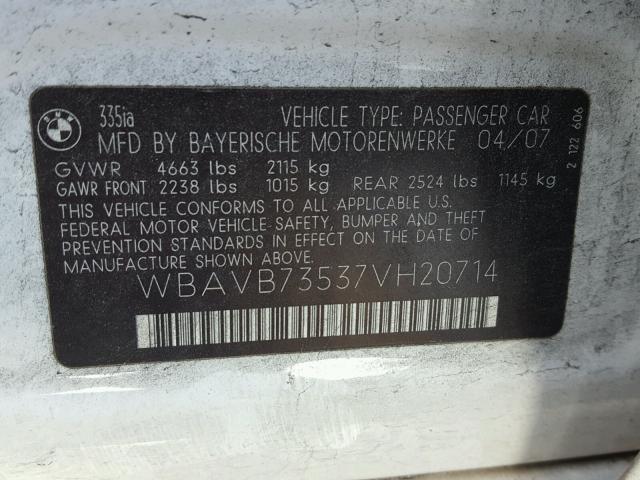 BMW
335ia VEHICLE TYPE: PASSENGER CAR
MFD BY BAYERISCHE MOTORENWERKE 04/07
GVWR 4663 lbs 2115 kg
GAWR FRONT 2238 lbs 1015 kg REAR 2524 lbs 1145 kg
THIS VEHICLE CONFORMS TO ALL APPLICABLE U.S.
FEDERAL MOTOR VEHICLE SAFETY, BUMPER AND THEFT
PREVENTION STANDARDS IN EFFECT ON THE DATE OF
MANUFACTURE SHOWN ABOVE.
WBAVB73537VH20714
2 122 606